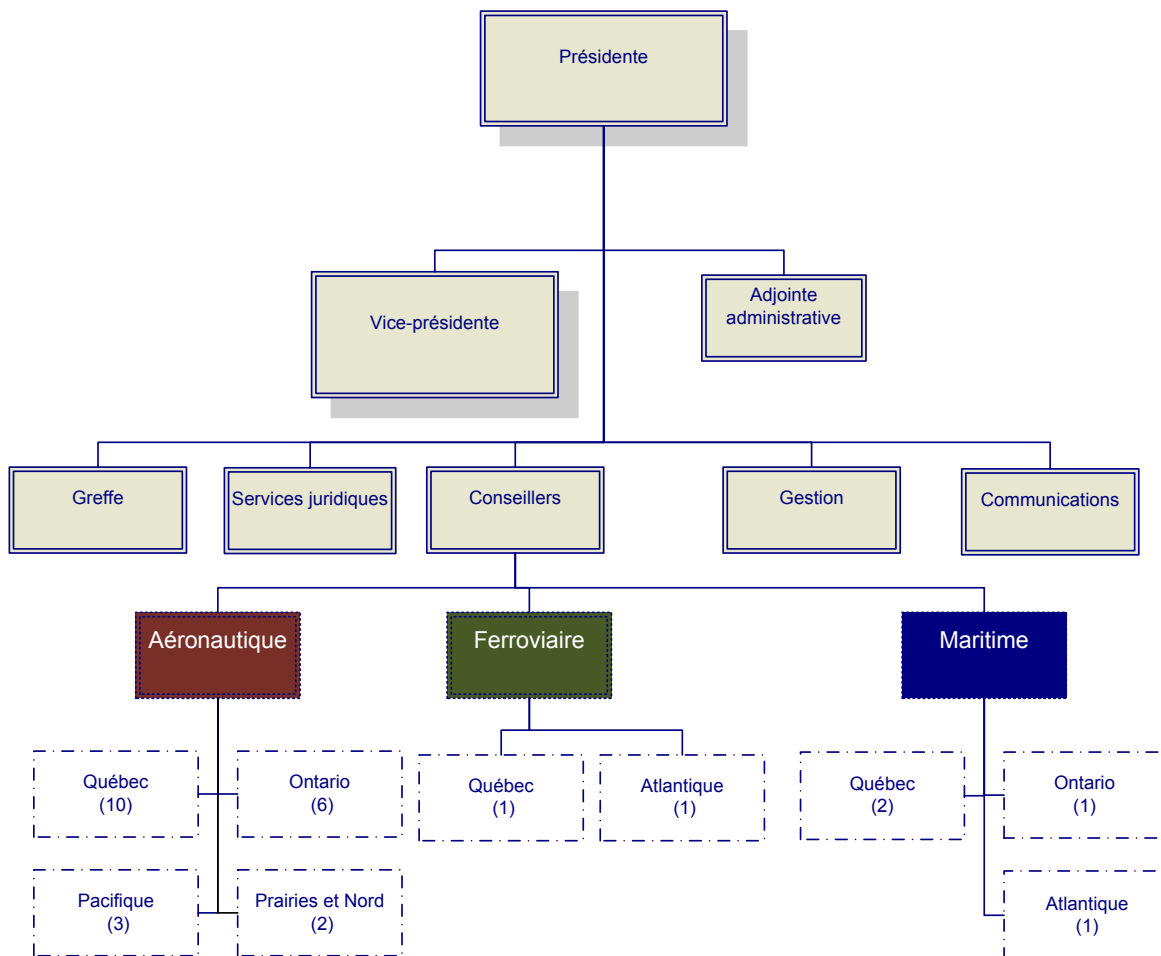 Présidente
Vice-présidente
Adjointe
administrative
Greffe
Services juridiques
Conseillers
Gestion
Communications
Aéronautique
Ferroviaire
Maritime
Québec
(10)
Ontario
(6)
Pacifique
(3)
Prairies et Nord
(2)
Québec
(1)
Atlantique
(1)
Québec
(2)
Ontario
(1)
Atlantique
(1)